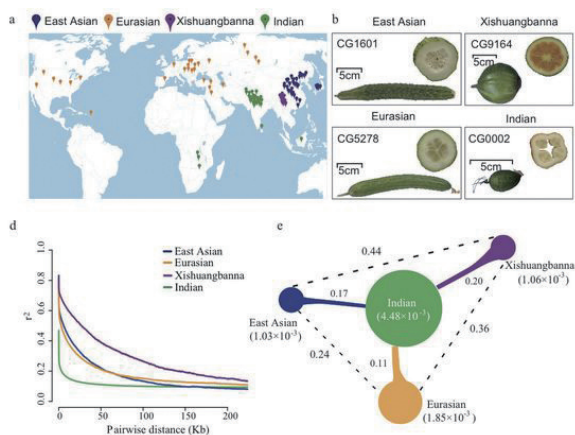 a
East Asian
Eurasian
Xishuangbanna
Indian
b
East Asian
Xishuangbanna
CG1601
5cm
CG9164
5cm
Eurasian
Indian
CG5278
5cm
CG0002
5cm
d
East Asian
Eurasian
Xishuangbanna
Indian
r²
0.0
0.2
0.4
0.6
0.8
1.0
0
50
100
150
200
Pairwise distance (Kb)
e
0.44
Xishuangbanna
(1.06×10⁻³)
0.20
Indian
(4.48×10⁻³)
0.17
East Asian
(1.03×10⁻³)
0.36
0.24
0.11
Eurasian
(1.85×10⁻³)